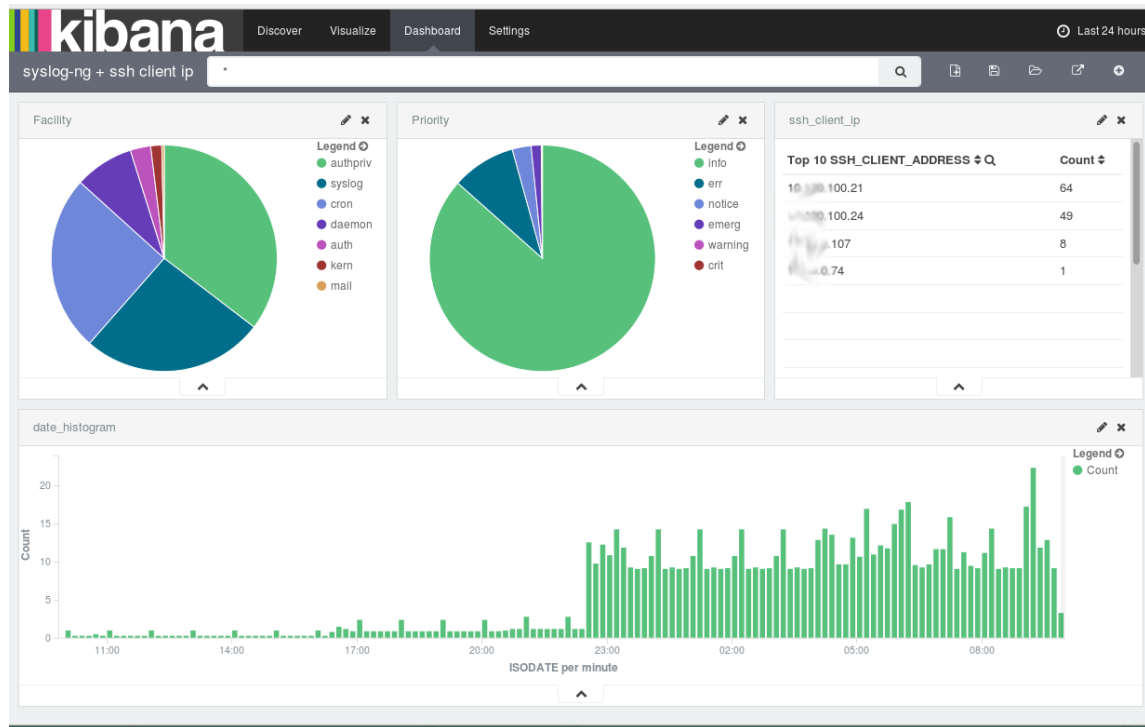 kibana
Discover Visualize Dashboard Settings Last 24 hours
syslog-ng + ssh client ip *
Facility
Legend
authpriv
syslog
cron
daemon
auth
kern
mail
Priority
Legend
info
err
notice
emerg
warning
crit
ssh_client_ip
Top 10 SSH_CLIENT_ADDRESS Count
.100.21 64
.100.24 49
.107 8
.74 1
date_histogram
Legend
Count
Count
20
15
10
5
0
11:00 14:00 17:00 20:00 23:00 02:00 05:00 08:00
ISODATE per minute